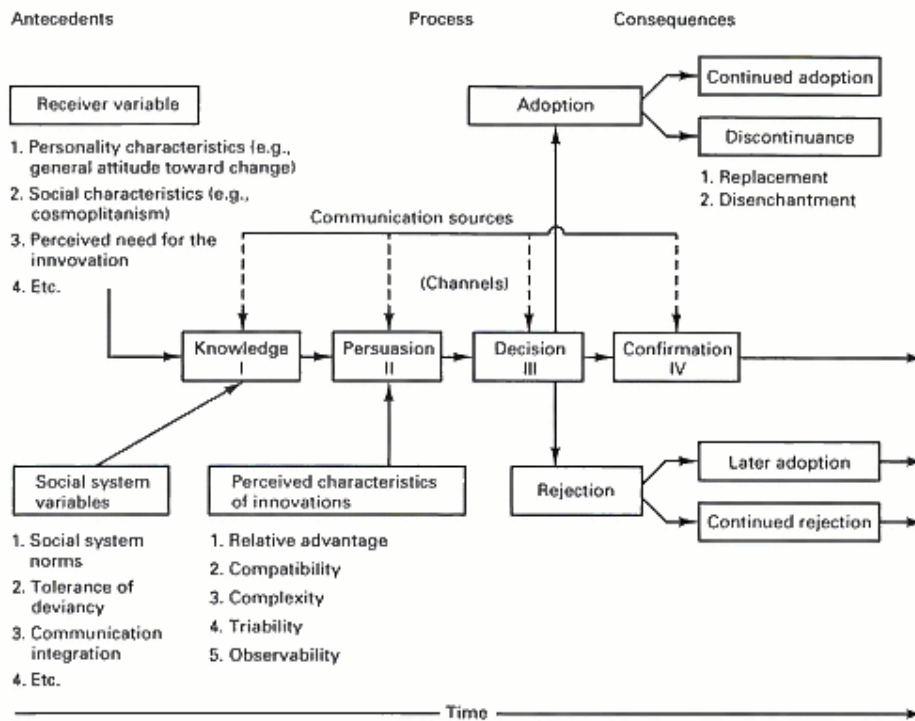 Antecedents
Process
Consequences
Receiver variable
1. Personality characteristics (e.g.,
general attitude toward change)
2. Social characteristics (e.g.,
cosmoplitanism)
3. Perceived need for the
innvovation
4. Etc.
Adoption
Continued adoption
Discontinuance
1. Replacement
2. Disenchantment
Communication sources
(Channels)
Knowledge
I
Persuasion
II
Decision
III
Confirmation
IV
Social system
variables
1. Social system
norms
2. Tolerance of
deviancy
3. Communication
integration
4. Etc.
Perceived characteristics
of innovations
1. Relative advantage
2. Compatibility
3. Complexity
4. Triability
5. Observability
Rejection
Later adoption
Continued rejection
Time